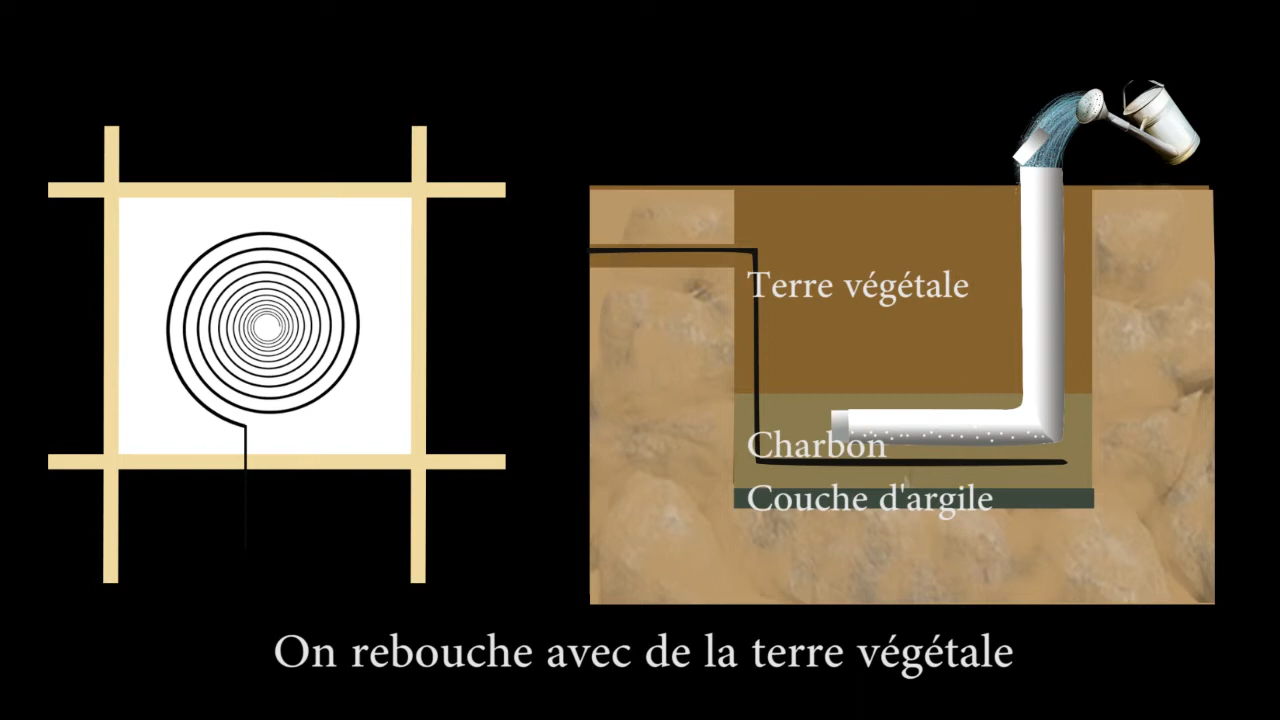 Terre végétale
Charbon
Couche d'argile
On rebouche avec de la terre végétale